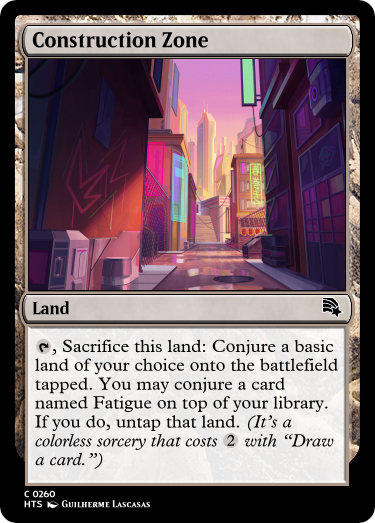 Construction Zone
Land
, Sacrifice this land: Conjure a basic
land of your choice onto the battlefield
tapped. You may conjure a card
named Fatigue on top of your library.
If you do, untap that land. (It's a
colorless sorcery that costs 2 with “Draw
a card.”)
C 0260
HTS Guilherme Lascasas